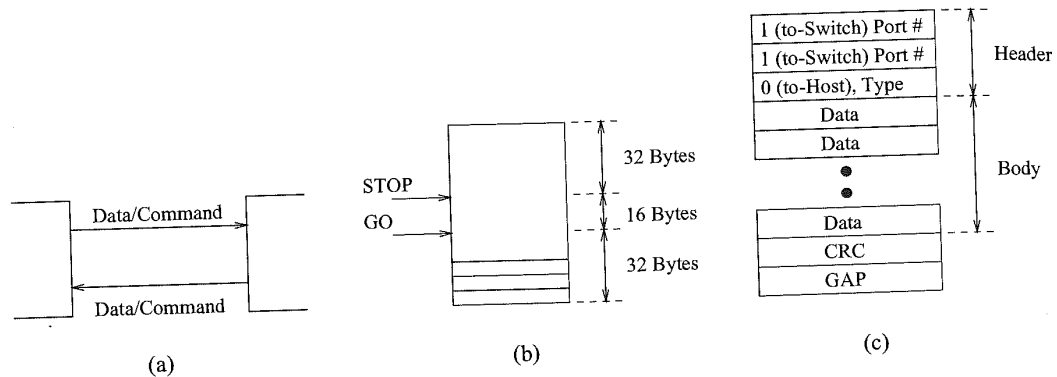 Data/Command
Data/Command
(a)
STOP
GO
32 Bytes
16 Bytes
32 Bytes
(b)
1 (to-Switch) Port #
1 (to-Switch) Port #
0 (to-Host), Type
Data
Data
Data
CRC
GAP
Header
Body
(c)